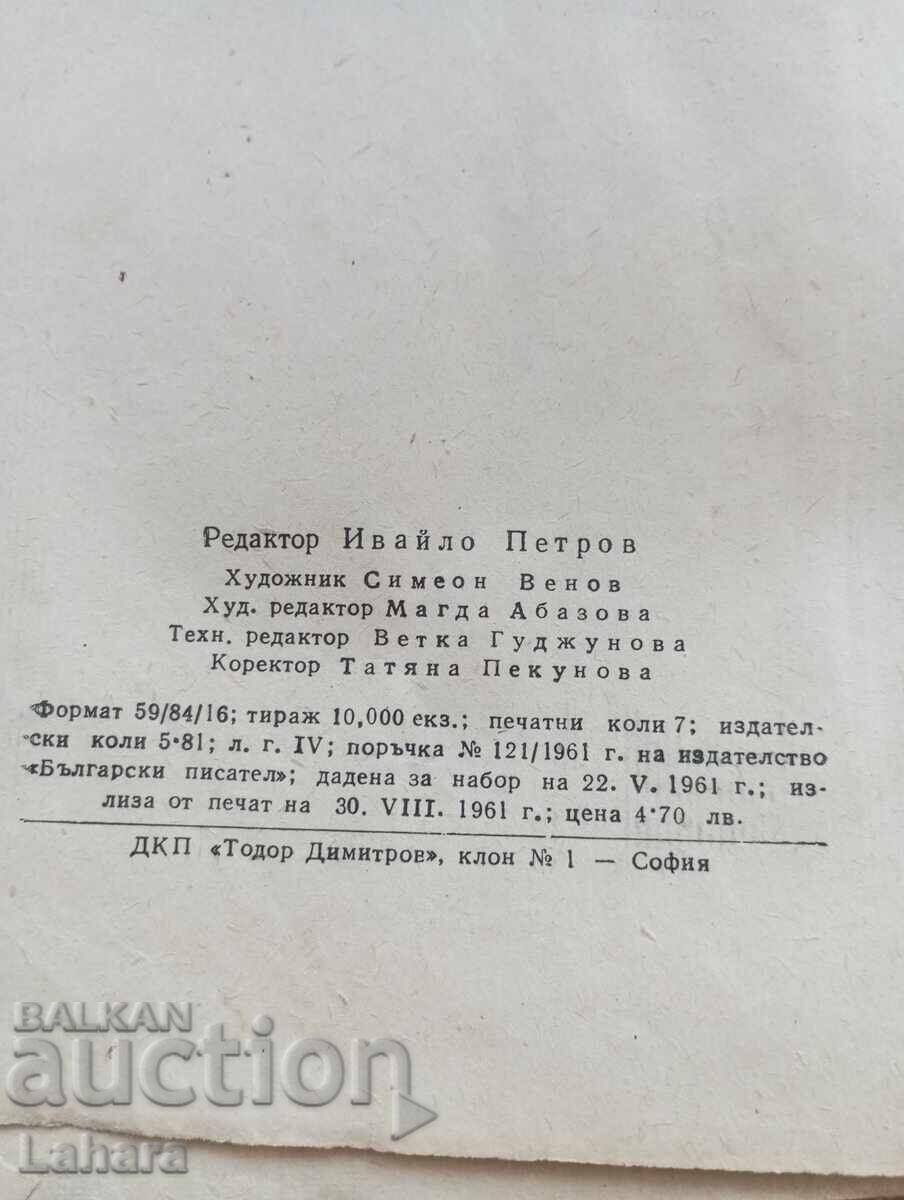 Редактор Ивайло Петров
Художник Симеон Венов
Худ. редактор Магда Абазова
Техн. редактор Ветка Гуджунова
Коректор Татяна Пекунова
Формат 59/84/16; тираж 10,000 екз.; печатни коли 7; издател-
ски коли 5·81; л. г. IV; поръчка № 121/1961 г. на издателство
«Български писател»; дадена за набор на 22. V. 1961 г.; из-
лиза от печат на 30. VIII. 1961 г.; цена 4·70 лв.
ДКП «Тодор Димитров», клон № 1 — София
BALKAN
auction
Lahara